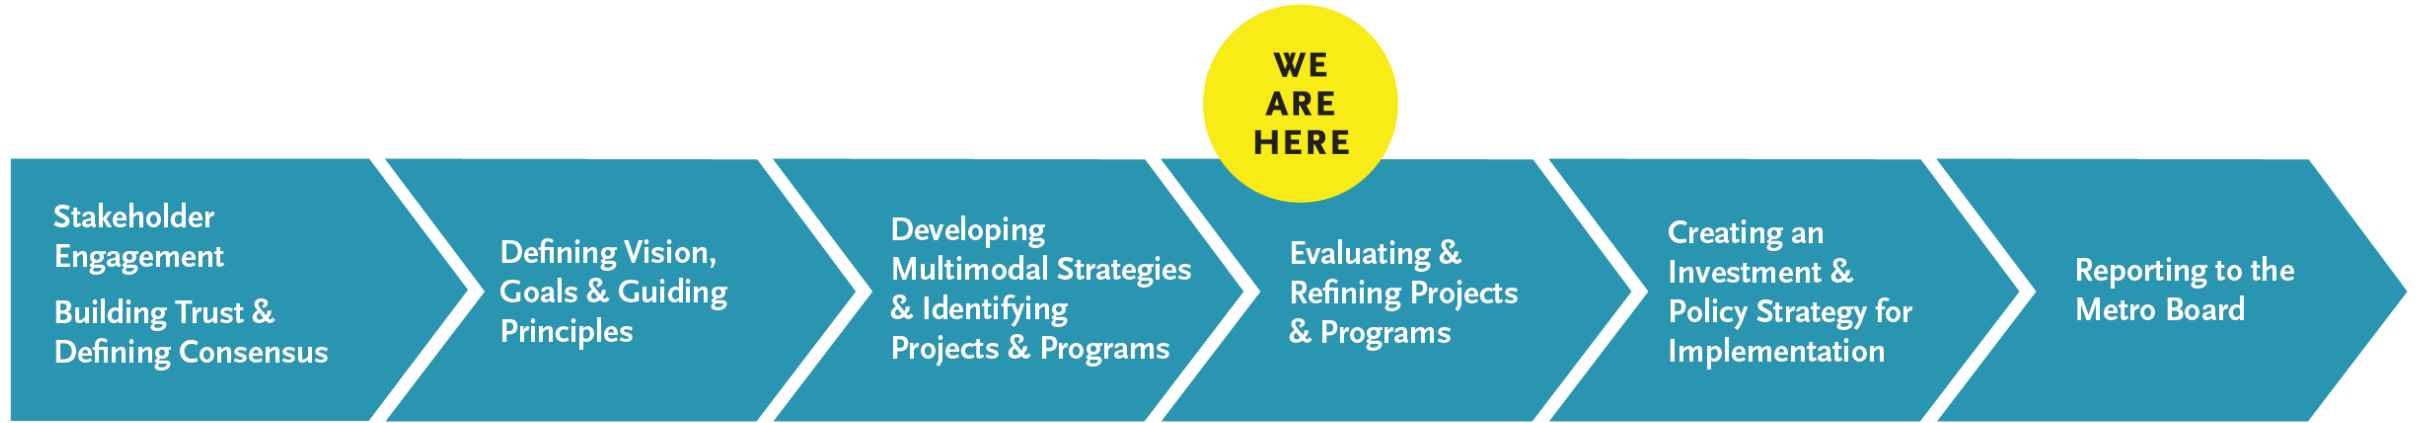 WE
ARE
HERE
Stakeholder
Engagement
Building Trust &
Defining Consensus
Defining Vision,
Goals & Guiding
Principles
Developing
Multimodal Strategies
& Identifying
Projects & Programs
Evaluating &
Refining Projects
& Programs
Creating an
Investment &
Policy Strategy for
Implementation
Reporting to the
Metro Board